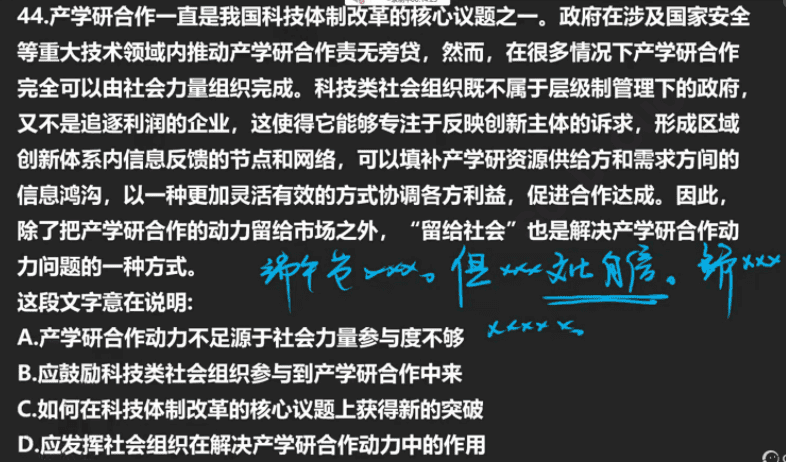 44.产学研合作一直是我国科技体制改革的核心议题之一。政府在涉及国家安全
等重大技术领域内推动产学研合作责无旁贷，然而，在很多情况下产学研合作
完全可以由社会力量组织完成。科技类社会组织既不属于层级制管理下的政府，
又不是追逐利润的企业，这使得它能够专注于反映创新主体的诉求，形成区域
创新体系内信息反馈的节点和网络，可以填补产学研资源供给方和需求方间的
信息鸿沟，以一种更加灵活有效的方式协调各方利益，促进合作达成。因此，
除了把产学研合作的动力留给市场之外，“留给社会”也是解决产学研合作动
力问题的一种方式。
端午节 xxx。但 xxx 文化自信。 xxx
xxxx x。
这段文字意在说明:
A.产学研合作动力不足源于社会力量参与度不够
B.应鼓励科技类社会组织参与到产学研合作中来
C.如何在科技体制改革的核心议题上获得新的突破
D.应发挥社会组织在解决产学研合作动力中的作用